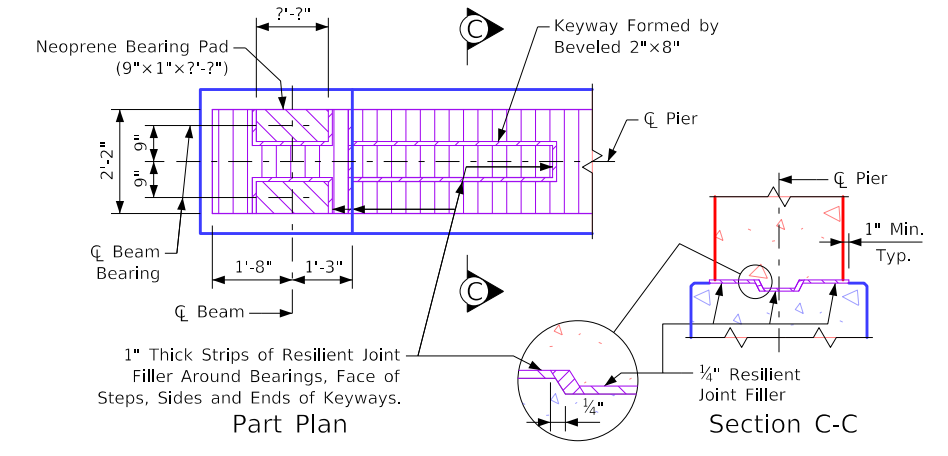 ?'-?"
Neoprene Bearing Pad
(9"×1"×?'-?")
C
Keyway Formed by
Beveled 2"×8"
℄ Pier
2'-2"
9"
9"
℄ Beam
Bearing
1'-8"
1'-3"
℄ Beam
C
℄ Pier
1" Min.
Typ.
1" Thick Strips of Resilient Joint
Filler Around Bearings, Face of
Steps, Sides and Ends of Keyways.
¼"
¼" Resilient
Joint Filler
Part Plan
Section C-C